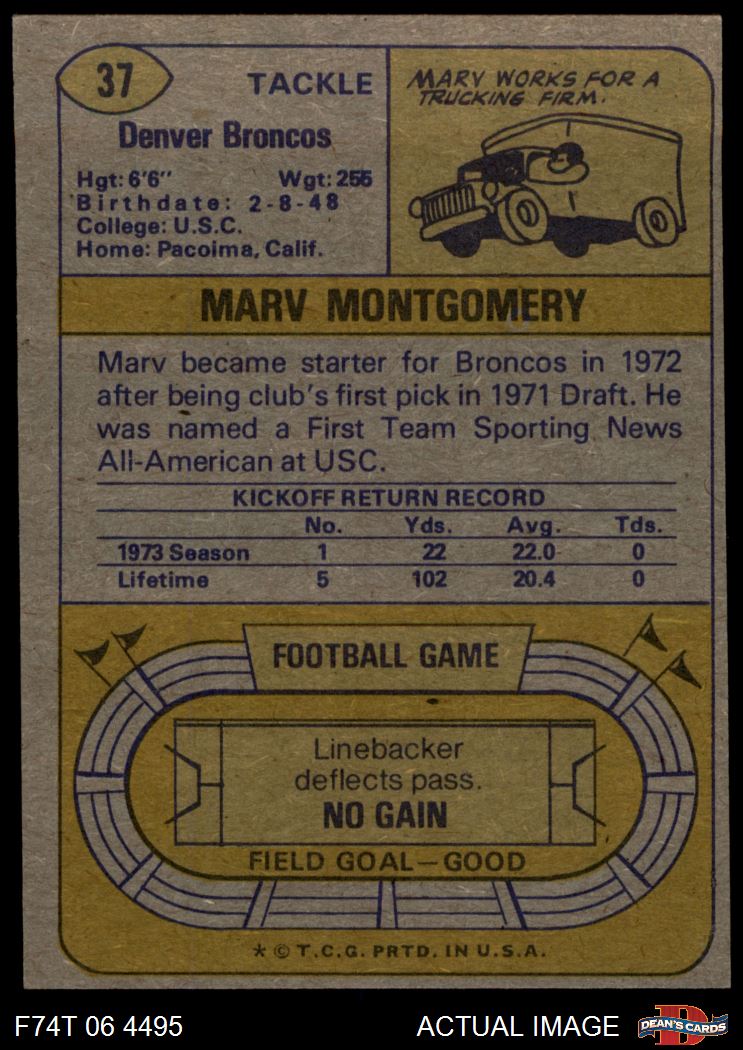 37
TACKLE
Denver Broncos
Hgt: 6'6" Wgt: 255
Birthdate: 2-8-48
College: U.S.C.
Home: Pacoima, Calif.
MARV WORKS FOR A
TRUCKING FIRM.
MARV MONTGOMERY
Marv became starter for Broncos in 1972
after being club's first pick in 1971 Draft. He
was named a First Team Sporting News
All-American at USC.
KICKOFF RETURN RECORD
No. Yds. Avg. Tds.
1973 Season 1 22 22.0 0
Lifetime 5 102 20.4 0
FOOTBALL GAME
Linebacker
deflects pass.
NO GAIN
FIELD GOAL—GOOD
* © T.C.G. PRTD. IN U.S.A.
F74T 06 4495 ACTUAL IMAGE
D
DEAN'S CARDS